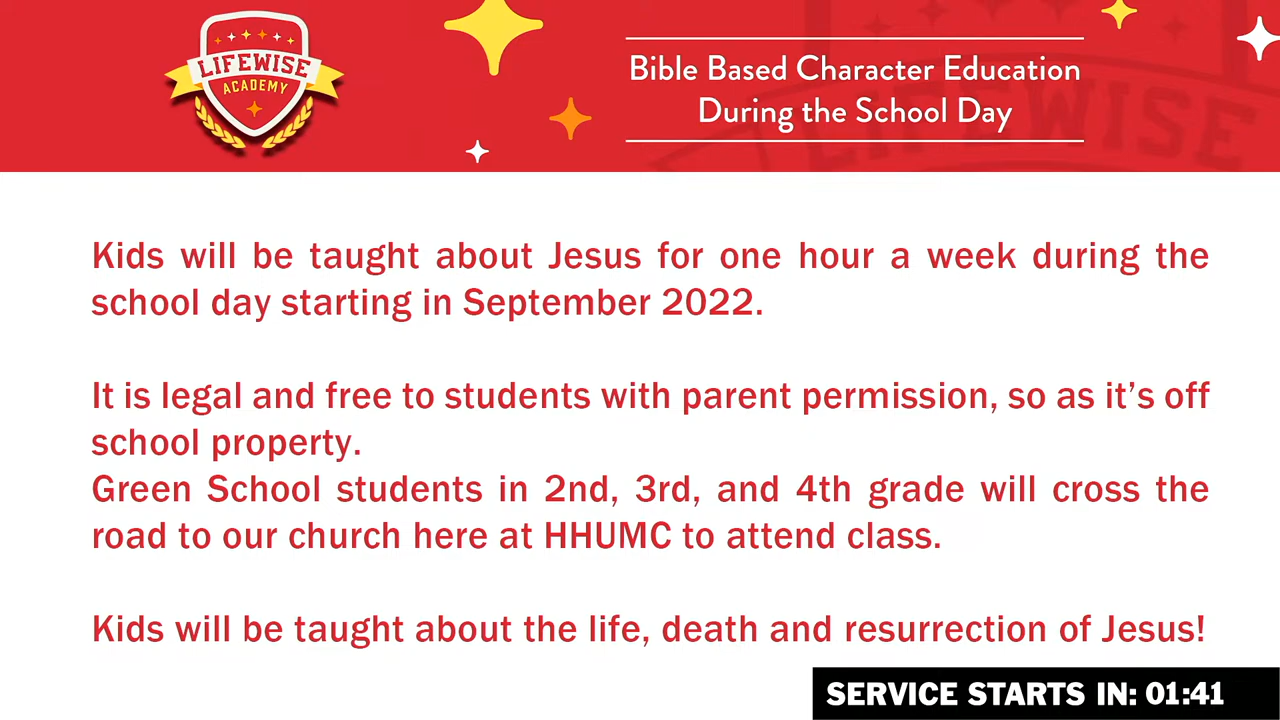 LIFEWISE
ACADEMY
Bible Based Character Education
During the School Day
LIFEWISE
Kids will be taught about Jesus for one hour a week during the
school day starting in September 2022.
It is legal and free to students with parent permission, so as it’s off
school property.
Green School students in 2nd, 3rd, and 4th grade will cross the
road to our church here at HHUMC to attend class.
Kids will be taught about the life, death and resurrection of Jesus!
SERVICE STARTS IN: 01:41